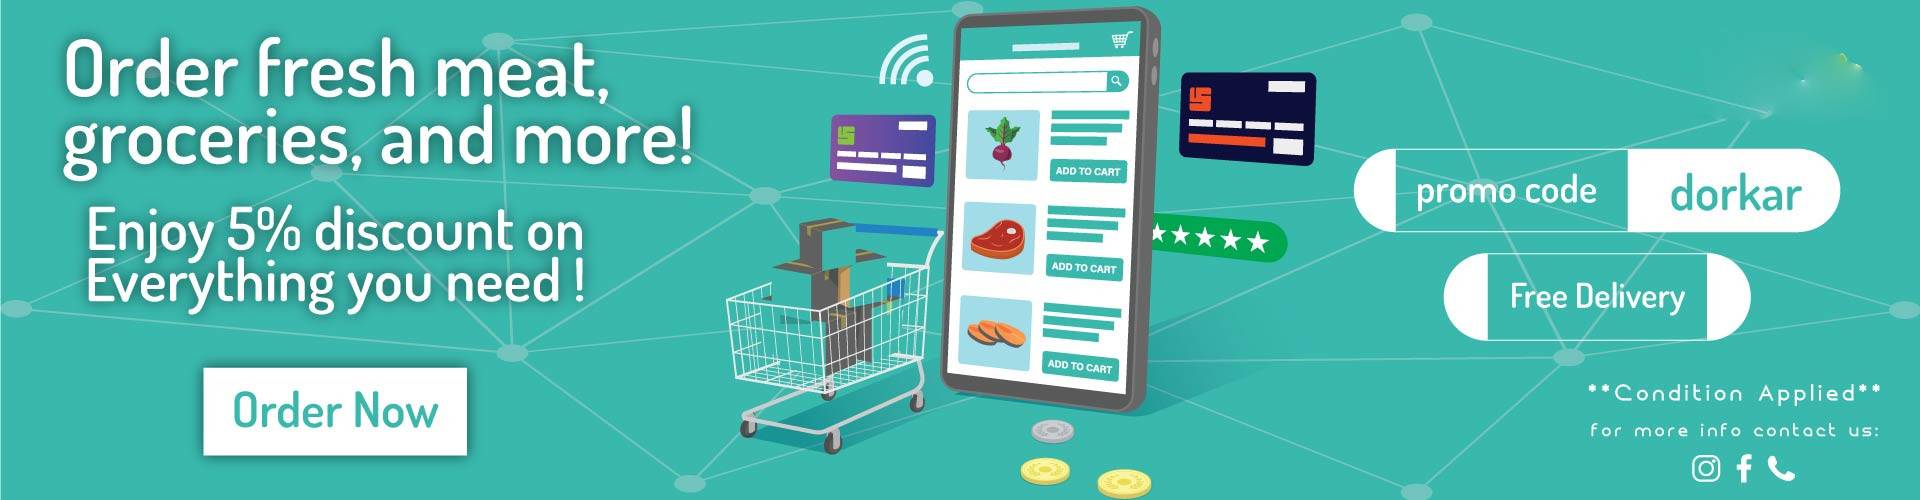 Order fresh meat,
groceries, and more!
Enjoy 5% discount on
Everything you need !
Order Now
ADD TO CART
ADD TO CART
ADD TO CART
promo code dorkar
Free Delivery
**Condition Applied**
for more info contact us: